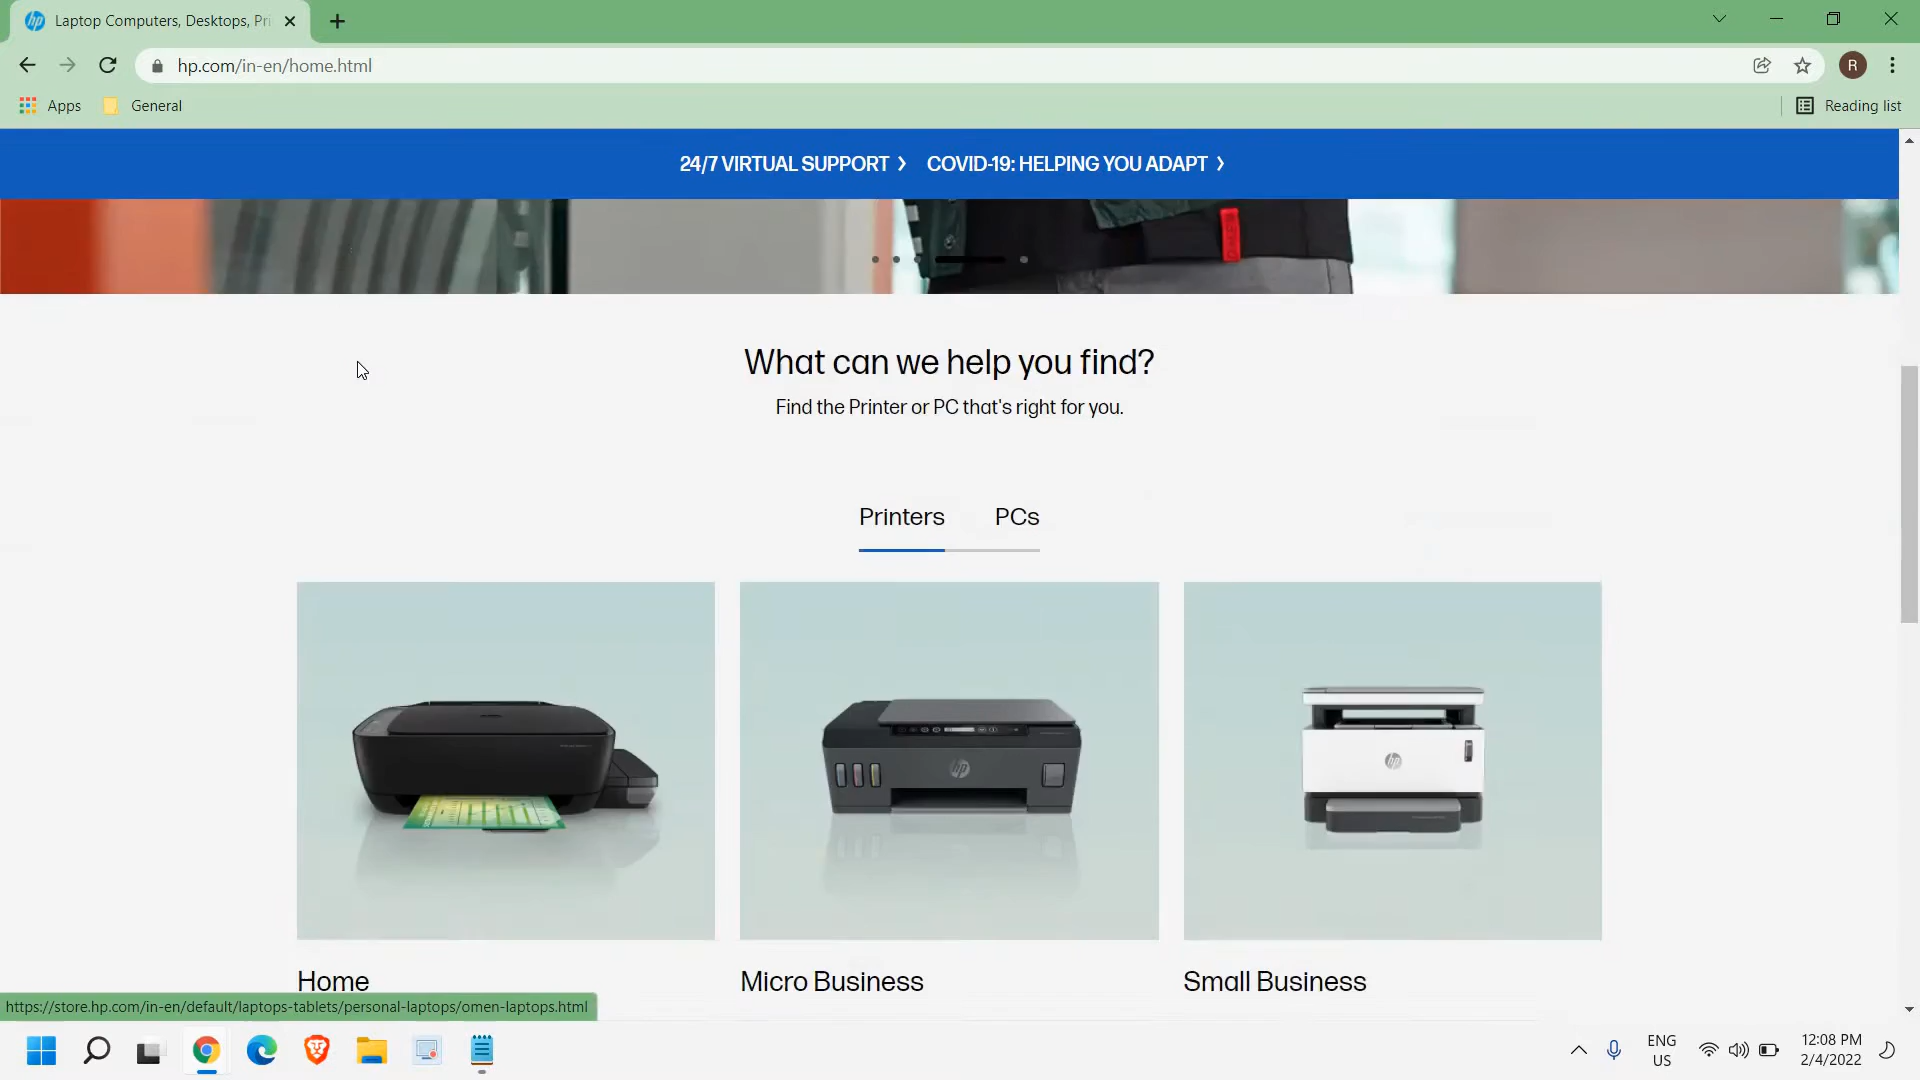 Laptop Computers, Desktops, Pri
hp.com/in-en/home.html
R
Apps
General
Reading list
24/7 VIRTUAL SUPPORT
COVID-19: HELPING YOU ADAPT
What can we help you find?
Find the Printer or PC that's right for you.
Printers
PCs
hp
hp
Home
Micro Business
Small Business
https://store.hp.com/in-en/default/laptops-tablets/personal-laptops/omen-laptops.html
ENG
US
12:08 PM
2/4/2022